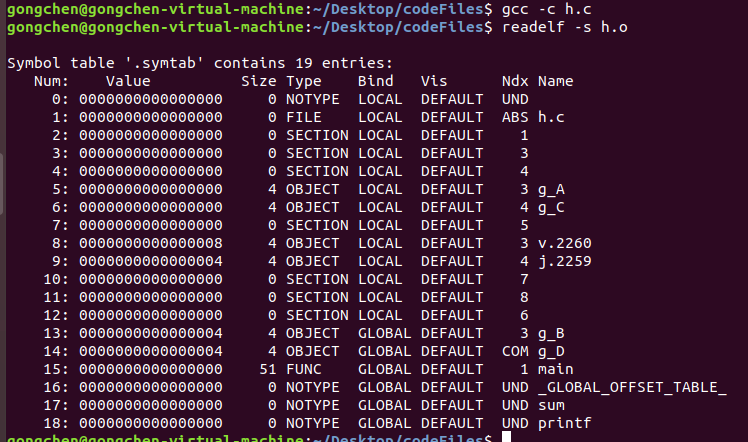 gongchen@gongchen-virtual-machine:~/Desktop/codeFiles$ gcc -c h.c
gongchen@gongchen-virtual-machine:~/Desktop/codeFiles$ readelf -s h.o
Symbol table '.symtab' contains 19 entries:
   Num:    Value          Size Type    Bind   Vis      Ndx Name
     0: 0000000000000000     0 NOTYPE  LOCAL  DEFAULT  UND
     1: 0000000000000000     0 FILE    LOCAL  DEFAULT  ABS h.c
     2: 0000000000000000     0 SECTION LOCAL  DEFAULT    1
     3: 0000000000000000     0 SECTION LOCAL  DEFAULT    3
     4: 0000000000000000     0 SECTION LOCAL  DEFAULT    4
     5: 0000000000000000     4 OBJECT  LOCAL  DEFAULT    3 g_A
     6: 0000000000000000     4 OBJECT  LOCAL  DEFAULT    4 g_C
     7: 0000000000000000     0 SECTION LOCAL  DEFAULT    5
     8: 0000000000000008     4 OBJECT  LOCAL  DEFAULT    3 v.2260
     9: 0000000000000004     4 OBJECT  LOCAL  DEFAULT    4 j.2259
    10: 0000000000000000     0 SECTION LOCAL  DEFAULT    7
    11: 0000000000000000     0 SECTION LOCAL  DEFAULT    8
    12: 0000000000000000     0 SECTION LOCAL  DEFAULT    6
    13: 0000000000000004     4 OBJECT  GLOBAL DEFAULT    3 g_B
    14: 0000000000000004     4 OBJECT  GLOBAL DEFAULT  COM g_D
    15: 0000000000000000    51 FUNC    GLOBAL DEFAULT    1 main
    16: 0000000000000000     0 NOTYPE  GLOBAL DEFAULT  UND _GLOBAL_OFFSET_TABLE_
    17: 0000000000000000     0 NOTYPE  GLOBAL DEFAULT  UND sum
    18: 0000000000000000     0 NOTYPE  GLOBAL DEFAULT  UND printf
gongchen@gongchen-virtual-machine:~/Desktop/codeFiles$